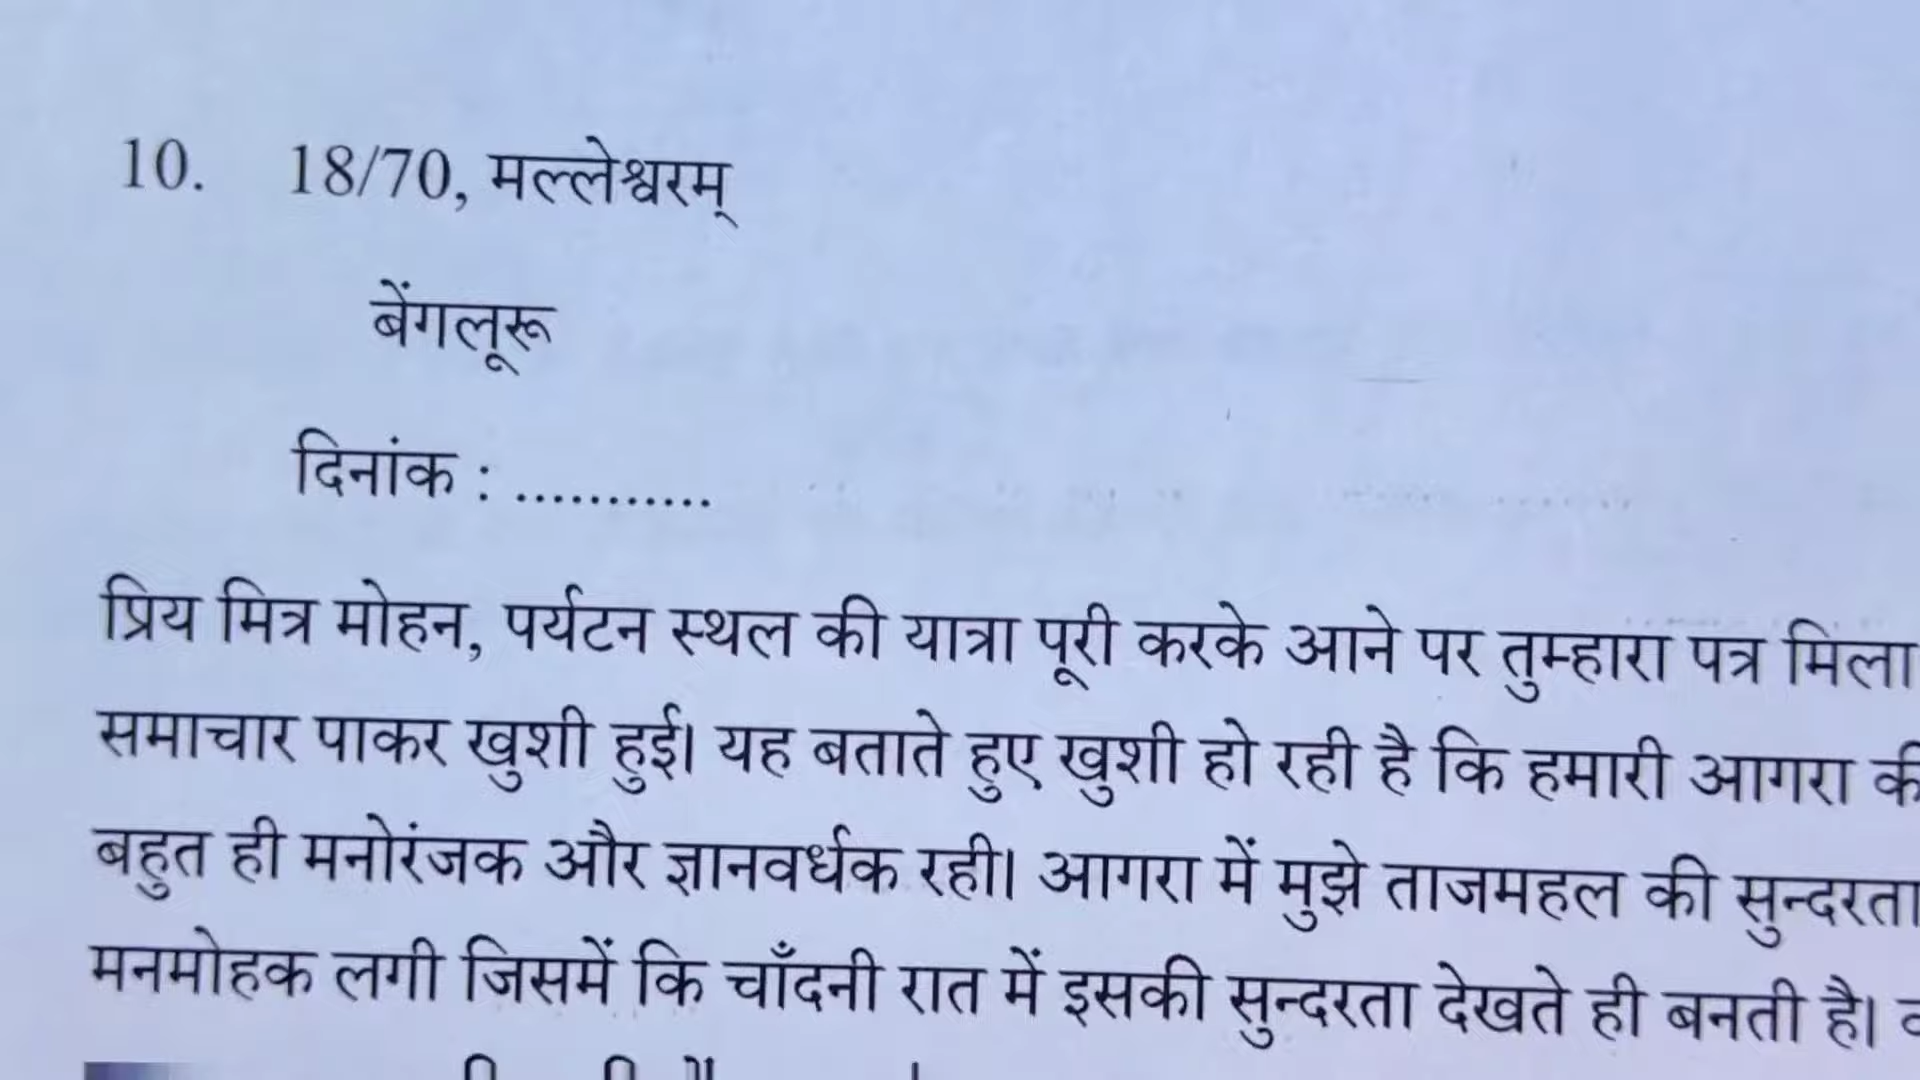 10. 18/70, मल्लेश्वरम्
बेंगलूरू
दिनांक : ...........
प्रिय मित्र मोहन, पर्यटन स्थल की यात्रा पूरी करके आने पर तुम्हारा पत्र मिला
समाचार पाकर खुशी हुई। यह बताते हुए खुशी हो रही है कि हमारी आगरा की
बहुत ही मनोरंजक और ज्ञानवर्धक रही। आगरा में मुझे ताजमहल की सुन्दरता
मनमोहक लगी जिसमें कि चाँदनी रात में इसकी सुन्दरता देखते ही बनती है।